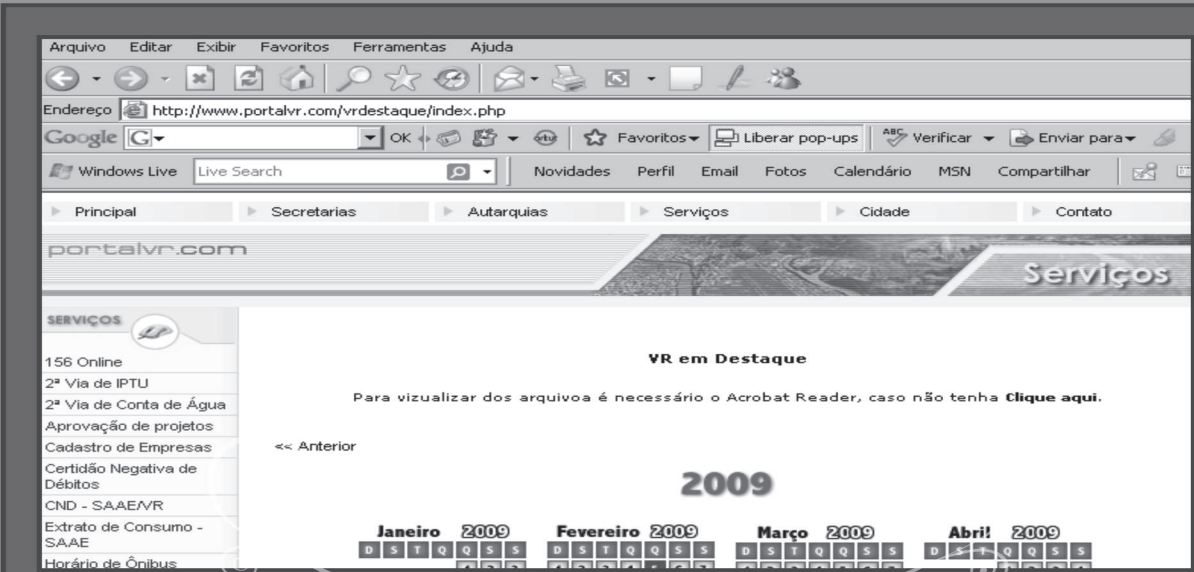 Arquivo Editar Exibir Favoritos Ferramentas Ajuda
Endereço http://www.portalvr.com/vrdestaque/index.php
Google G OK Favoritos Liberar pop-ups ABC Verificar Enviar para
Windows Live Live Search Novidades Perfil Email Fotos Calendário MSN Compartilhar
Principal Secretarias Autarquias Serviços Cidade Contato
portalvr.com
Serviços
SERVIÇOS
156 Online
2ª Via de IPTU
2ª Via de Conta de Água
Aprovação de projetos
Cadastro de Empresas
Certidão Negativa de
Débitos
CND - SAAE/VR
Extrato de Consumo -
SAAE
Horário de Ônibus
VR em Destaque
Para vizualizar dos arquivoa é necessário o Acrobat Reader, caso não tenha Clique aqui.
<< Anterior
2009
Janeiro 2009 Fevereiro 2009 Março 2009 Abril 2009
D S T Q Q S S D S T Q Q S S D S T Q Q S S D S T Q Q S S